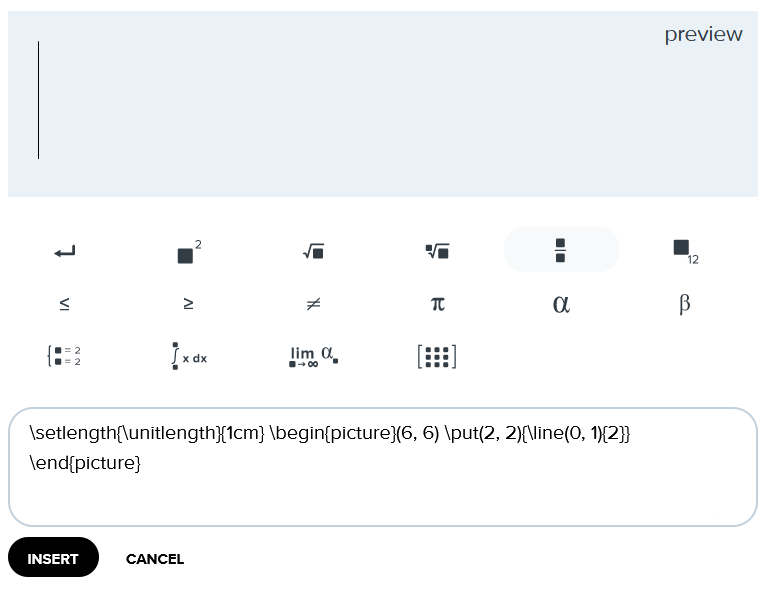 preview
↵ ■² √■ ■√■ ■/■ ■₁₂
≤ ≥ ≠ π α β
{■ = 2 ■ = 2 ∫ x dx lim ■→∞ α■ [⋮⋮⋮]
\setlength{\unitlength}{1cm} \begin{picture}(6, 6) \put(2, 2){\line(0, 1){2}}
\end{picture}
INSERT CANCEL